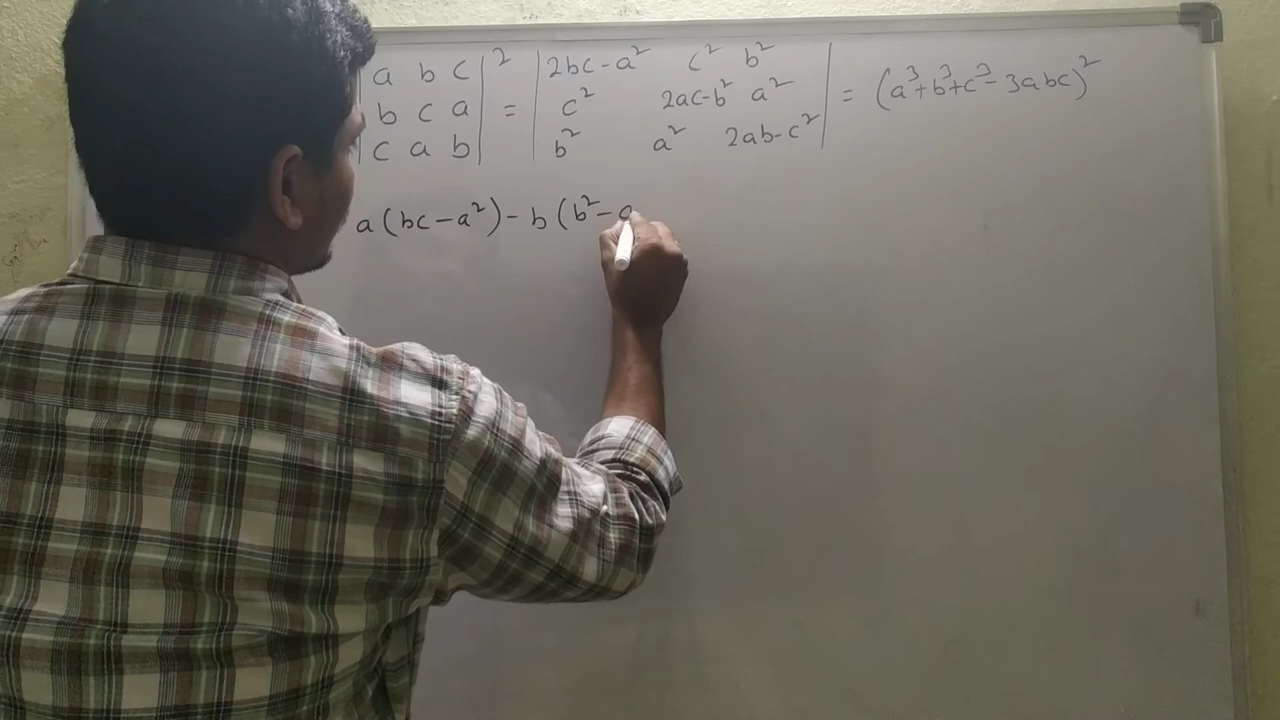 | a b c |² | 2bc-a² c² b² |
| b c a | = | c² 2ac-b² a² | = (a³+b³+c³-3abc)²
| c a b | | b² a² 2ab-c² |
a(bc-a²)-b(b²-a